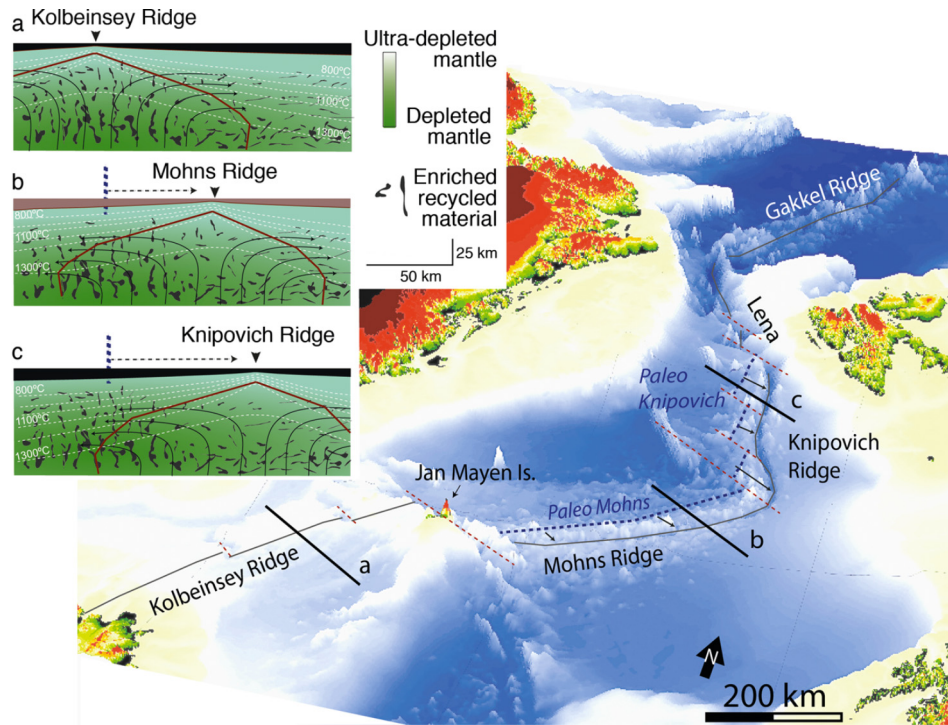 a
Kolbeinsey Ridge
800°C
1100°C
1300°C
b
Mohns Ridge
800°C
1100°C
1300°C
c
Knipovich Ridge
800°C
1100°C
1300°C
Ultra-depleted
mantle
Depleted
mantle
Enriched
recycled
material
25 km
50 km
Gakkel Ridge
Lena
Paleo
Knipovich
c
Knipovich
Ridge
Jan Mayen Is.
Paleo Mohns
b
Mohns Ridge
a
Kolbeinsey Ridge
N
200 km